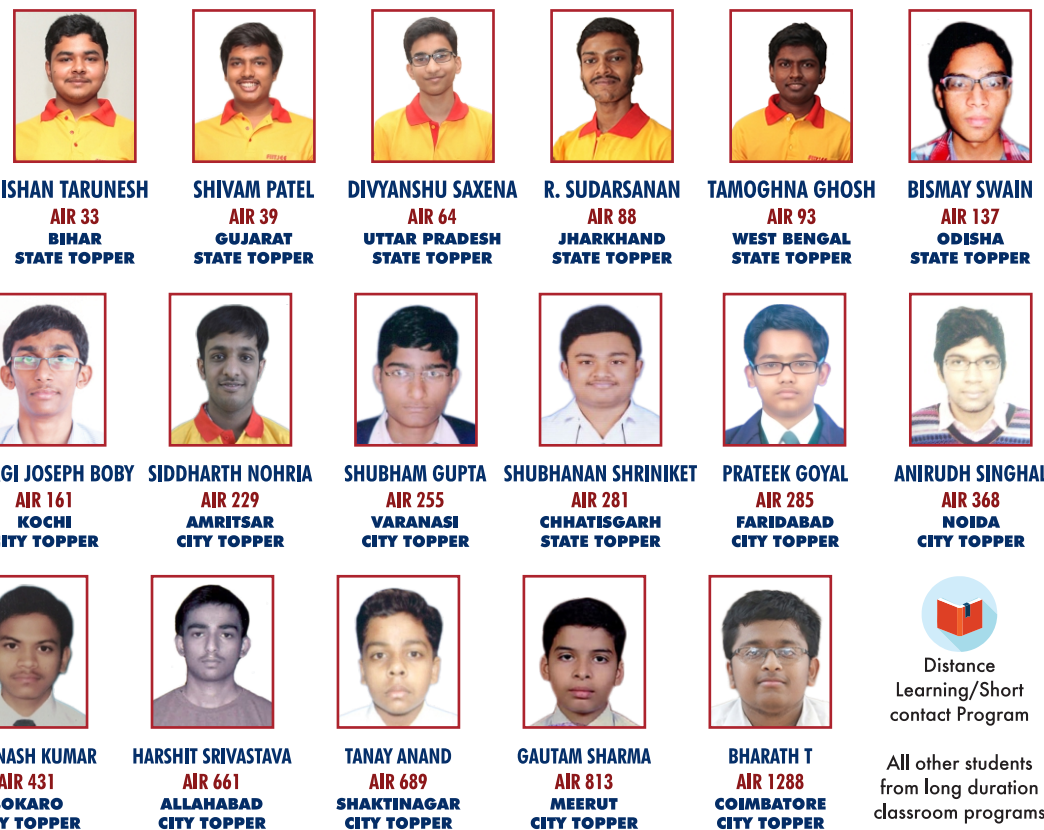 ISHAN TARUNESH
AIR 33
BIHAR
STATE TOPPER
SHIVAM PATEL
AIR 39
GUJARAT
STATE TOPPER
DIVYANSHU SAXENA
AIR 64
UTTAR PRADESH
STATE TOPPER
R. SUDARSANAN
AIR 88
JHARKHAND
STATE TOPPER
TAMOGHNA GHOSH
AIR 93
WEST BENGAL
STATE TOPPER
BISMAY SWAIN
AIR 137
ODISHA
STATE TOPPER
GI JOSEPH BOBY
AIR 161
KOCHI
CITY TOPPER
SIDDHARTH NOHRIA
AIR 229
AMRITSAR
CITY TOPPER
SHUBHAM GUPTA
AIR 255
VARANASI
CITY TOPPER
SHUBHANAN SHRINIKET
AIR 281
CHHATISGARH
STATE TOPPER
PRATEEK GOYAL
AIR 285
FARIDABAD
CITY TOPPER
ANIRUDH SINGHAL
AIR 368
NOIDA
CITY TOPPER
NASH KUMAR
AIR 431
BOKARO
Y TOPPER
HARSHIT SRIVASTAVA
AIR 661
ALLAHABAD
CITY TOPPER
TANAY ANAND
AIR 689
SHAKTINAGAR
CITY TOPPER
GAUTAM SHARMA
AIR 813
MEERUT
CITY TOPPER
BHARATH T
AIR 1288
COIMBATORE
CITY TOPPER
Distance
Learning/Short
contact Program
All other students
from long duration
classroom programs